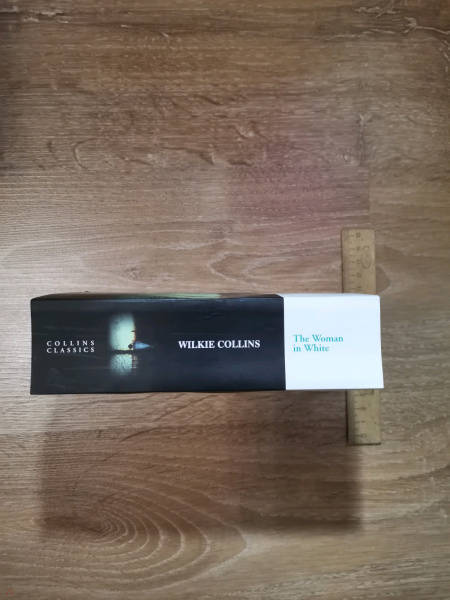 COLLINS
CLASSICS
WILKIE COLLINS
The Woman
in White